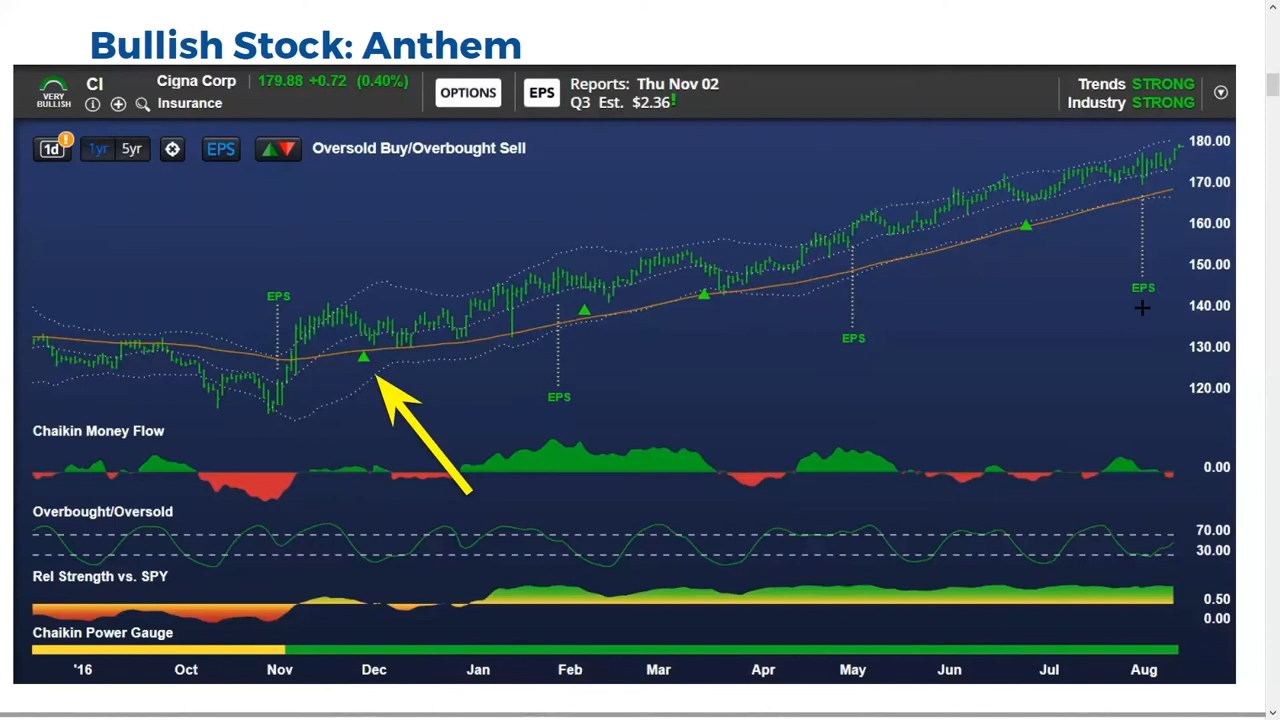 Bullish Stock: Anthem
VERY BULLISH
CI
Cigna Corp 179.88 +0.72 (0.40%)
Insurance
OPTIONS
EPS
Reports: Thu Nov 02
Q3 Est. $2.36!
Trends STRONG
Industry STRONG
1d ! 1yr 5yr EPS Oversold Buy/Overbought Sell
180.00
170.00
160.00
150.00
140.00
130.00
120.00
EPS
EPS
EPS
EPS
Chaikin Money Flow
0.00
Overbought/Oversold
70.00
30.00
Rel Strength vs. SPY
0.50
0.00
Chaikin Power Gauge
'16 Oct Nov Dec Jan Feb Mar Apr May Jun Jul Aug